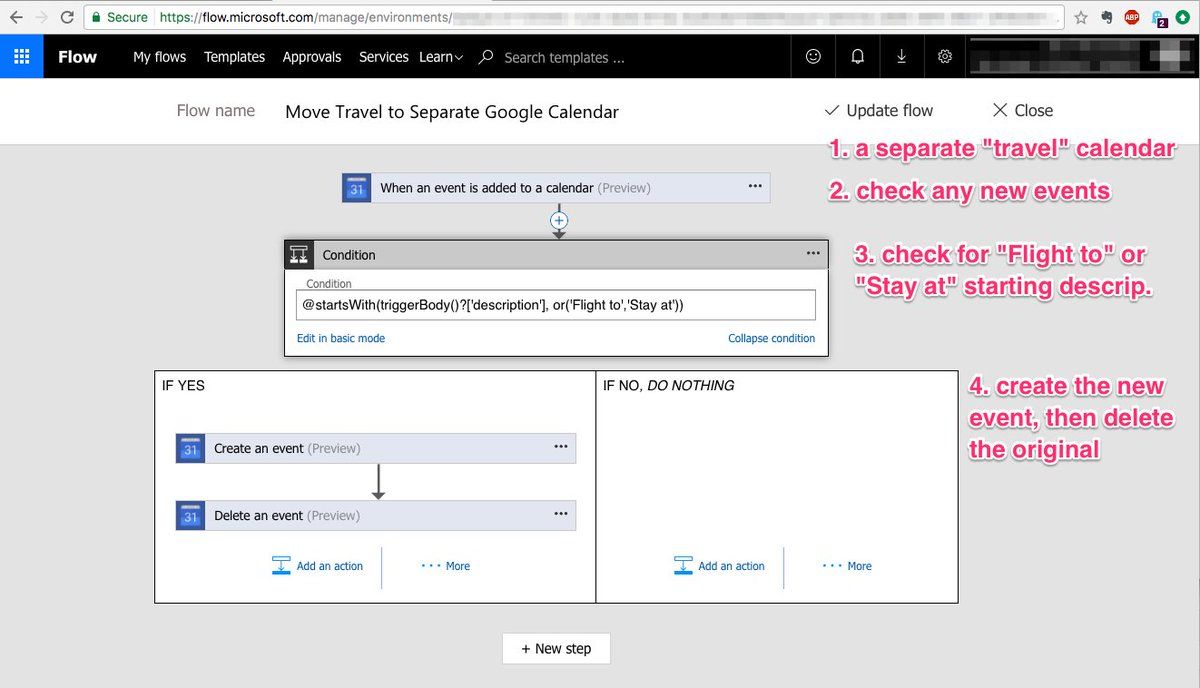 Secure https://flow.microsoft.com/manage/environments/
ABP 2
Flow My flows Templates Approvals Services Learn Search templates ...
Flow name Move Travel to Separate Google Calendar Update flow Close
1. a separate "travel" calendar
31 When an event is added to a calendar (Preview) ...
2. check any new events
+
Condition ...
3. check for "Flight to" or
"Stay at" starting descrip.
Condition
@startsWith(triggerBody()?['description'], or('Flight to','Stay at'))
Edit in basic mode Collapse condition
IF YES
IF NO, DO NOTHING
4. create the new
event, then delete
the original
31 Create an event (Preview) ...
31 Delete an event (Preview) ...
Add an action ... More
Add an action ... More
+ New step